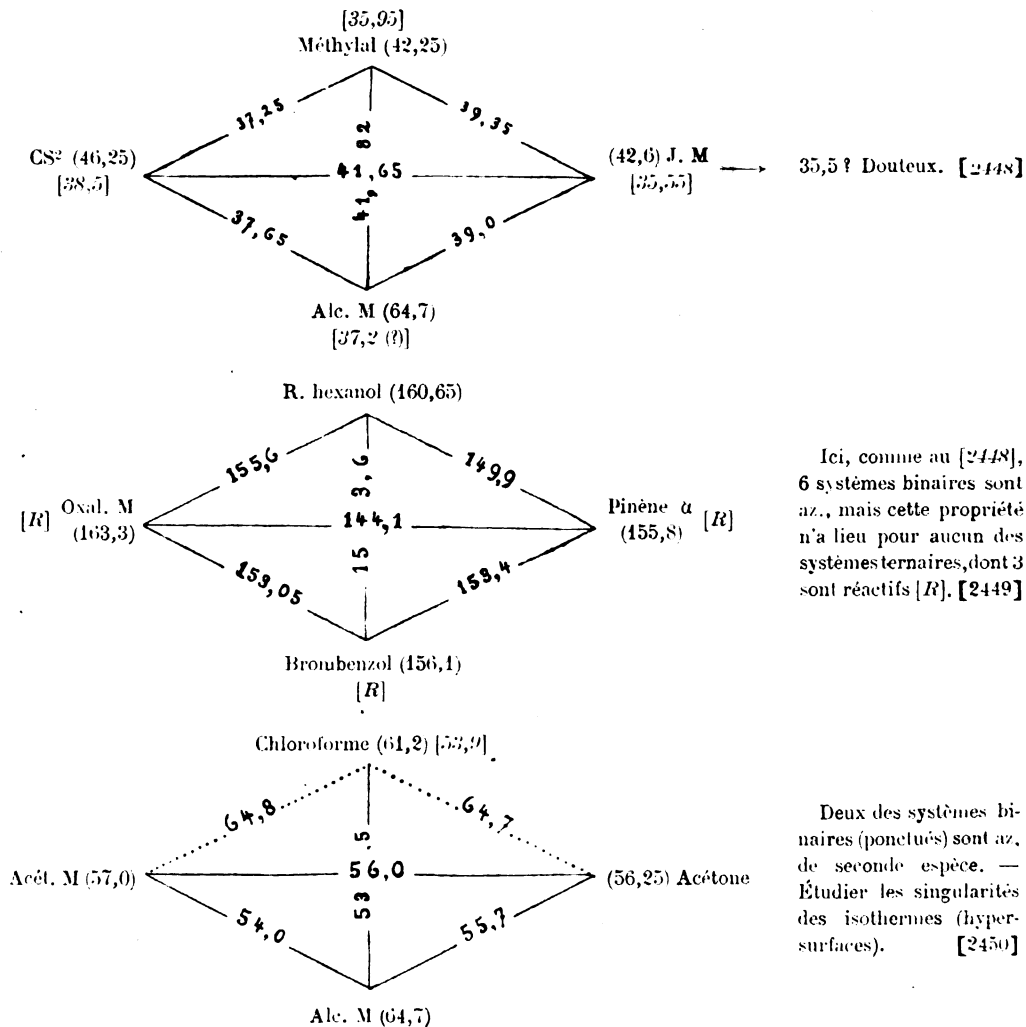 [35,95]
Méthylal (42,25)
37,25
39,35
41,82
CS² (46,25)
[38,5]
41,65
(42,6) J. M
[35,55]
35,5 ? Douteux. [2448]
37,65
39,0
Alc. M (64,7)
[37,2 (?)]
R. hexanol (160,65)
155,6
149,9
153,6
[R] Oxal. M
(163,3)
144,1
Pinène α [R]
(155,8)
153,05
153,4
Brombenzol (156,1)
[R]
Ici, comme au [2448],
6 systèmes binaires sont
az., mais cette propriété
n'a lieu pour aucun des
systèmes ternaires, dont 3
sont réactifs [R]. [2449]
Chloroforme (61,2) [53,9]
64,8
64,7
53,5
Acét. M (57,0)
56,0
(56,25) Acétone
54,0
55,7
Alc. M (64,7)
Deux des systèmes bi-
naires (ponctués) sont az.
de seconde espèce. —
Étudier les singularités
des isothermes (hyper-
surfaces). [2450]